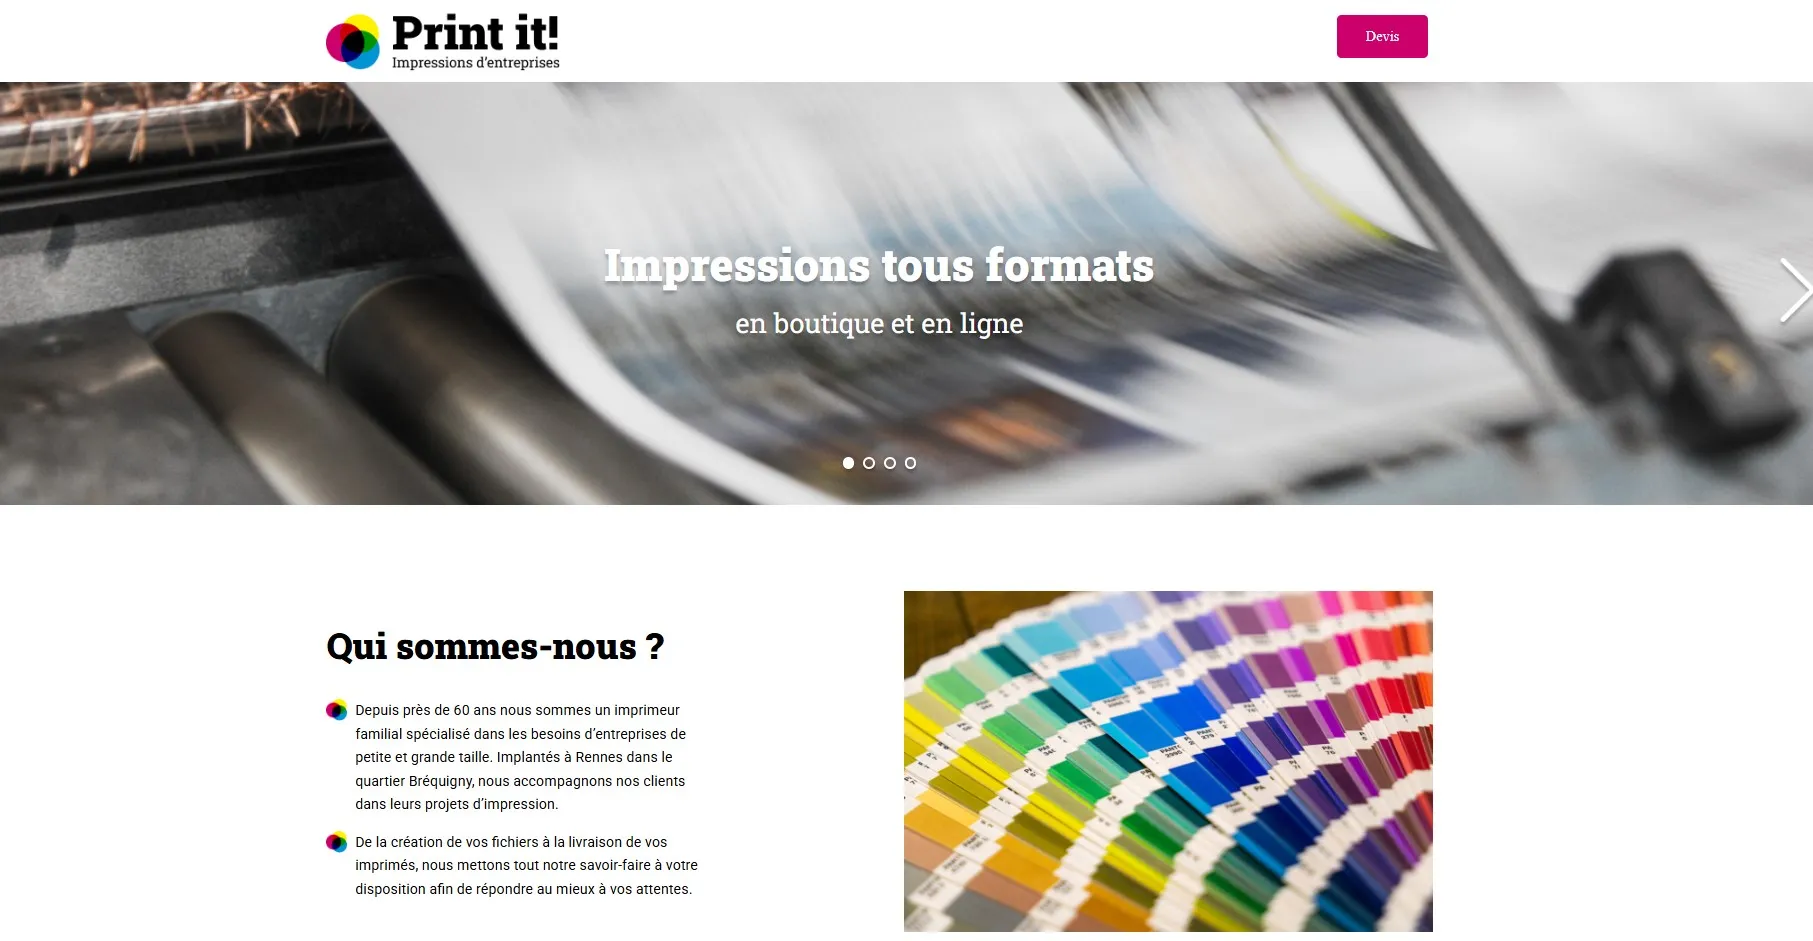 Print it!
Impressions d'entreprises
Devis
Impressions tous formats
en boutique et en ligne
Qui sommes-nous ?
Depuis près de 60 ans nous sommes un imprimeur
familial spécialisé dans les besoins d’entreprises de
petite et grande taille. Implantés à Rennes dans le
quartier Bréquigny, nous accompagnons nos clients
dans leurs projets d’impression.
De la création de vos fichiers à la livraison de vos
imprimés, nous mettons tout notre savoir-faire à votre
disposition afin de répondre au mieux à vos attentes.